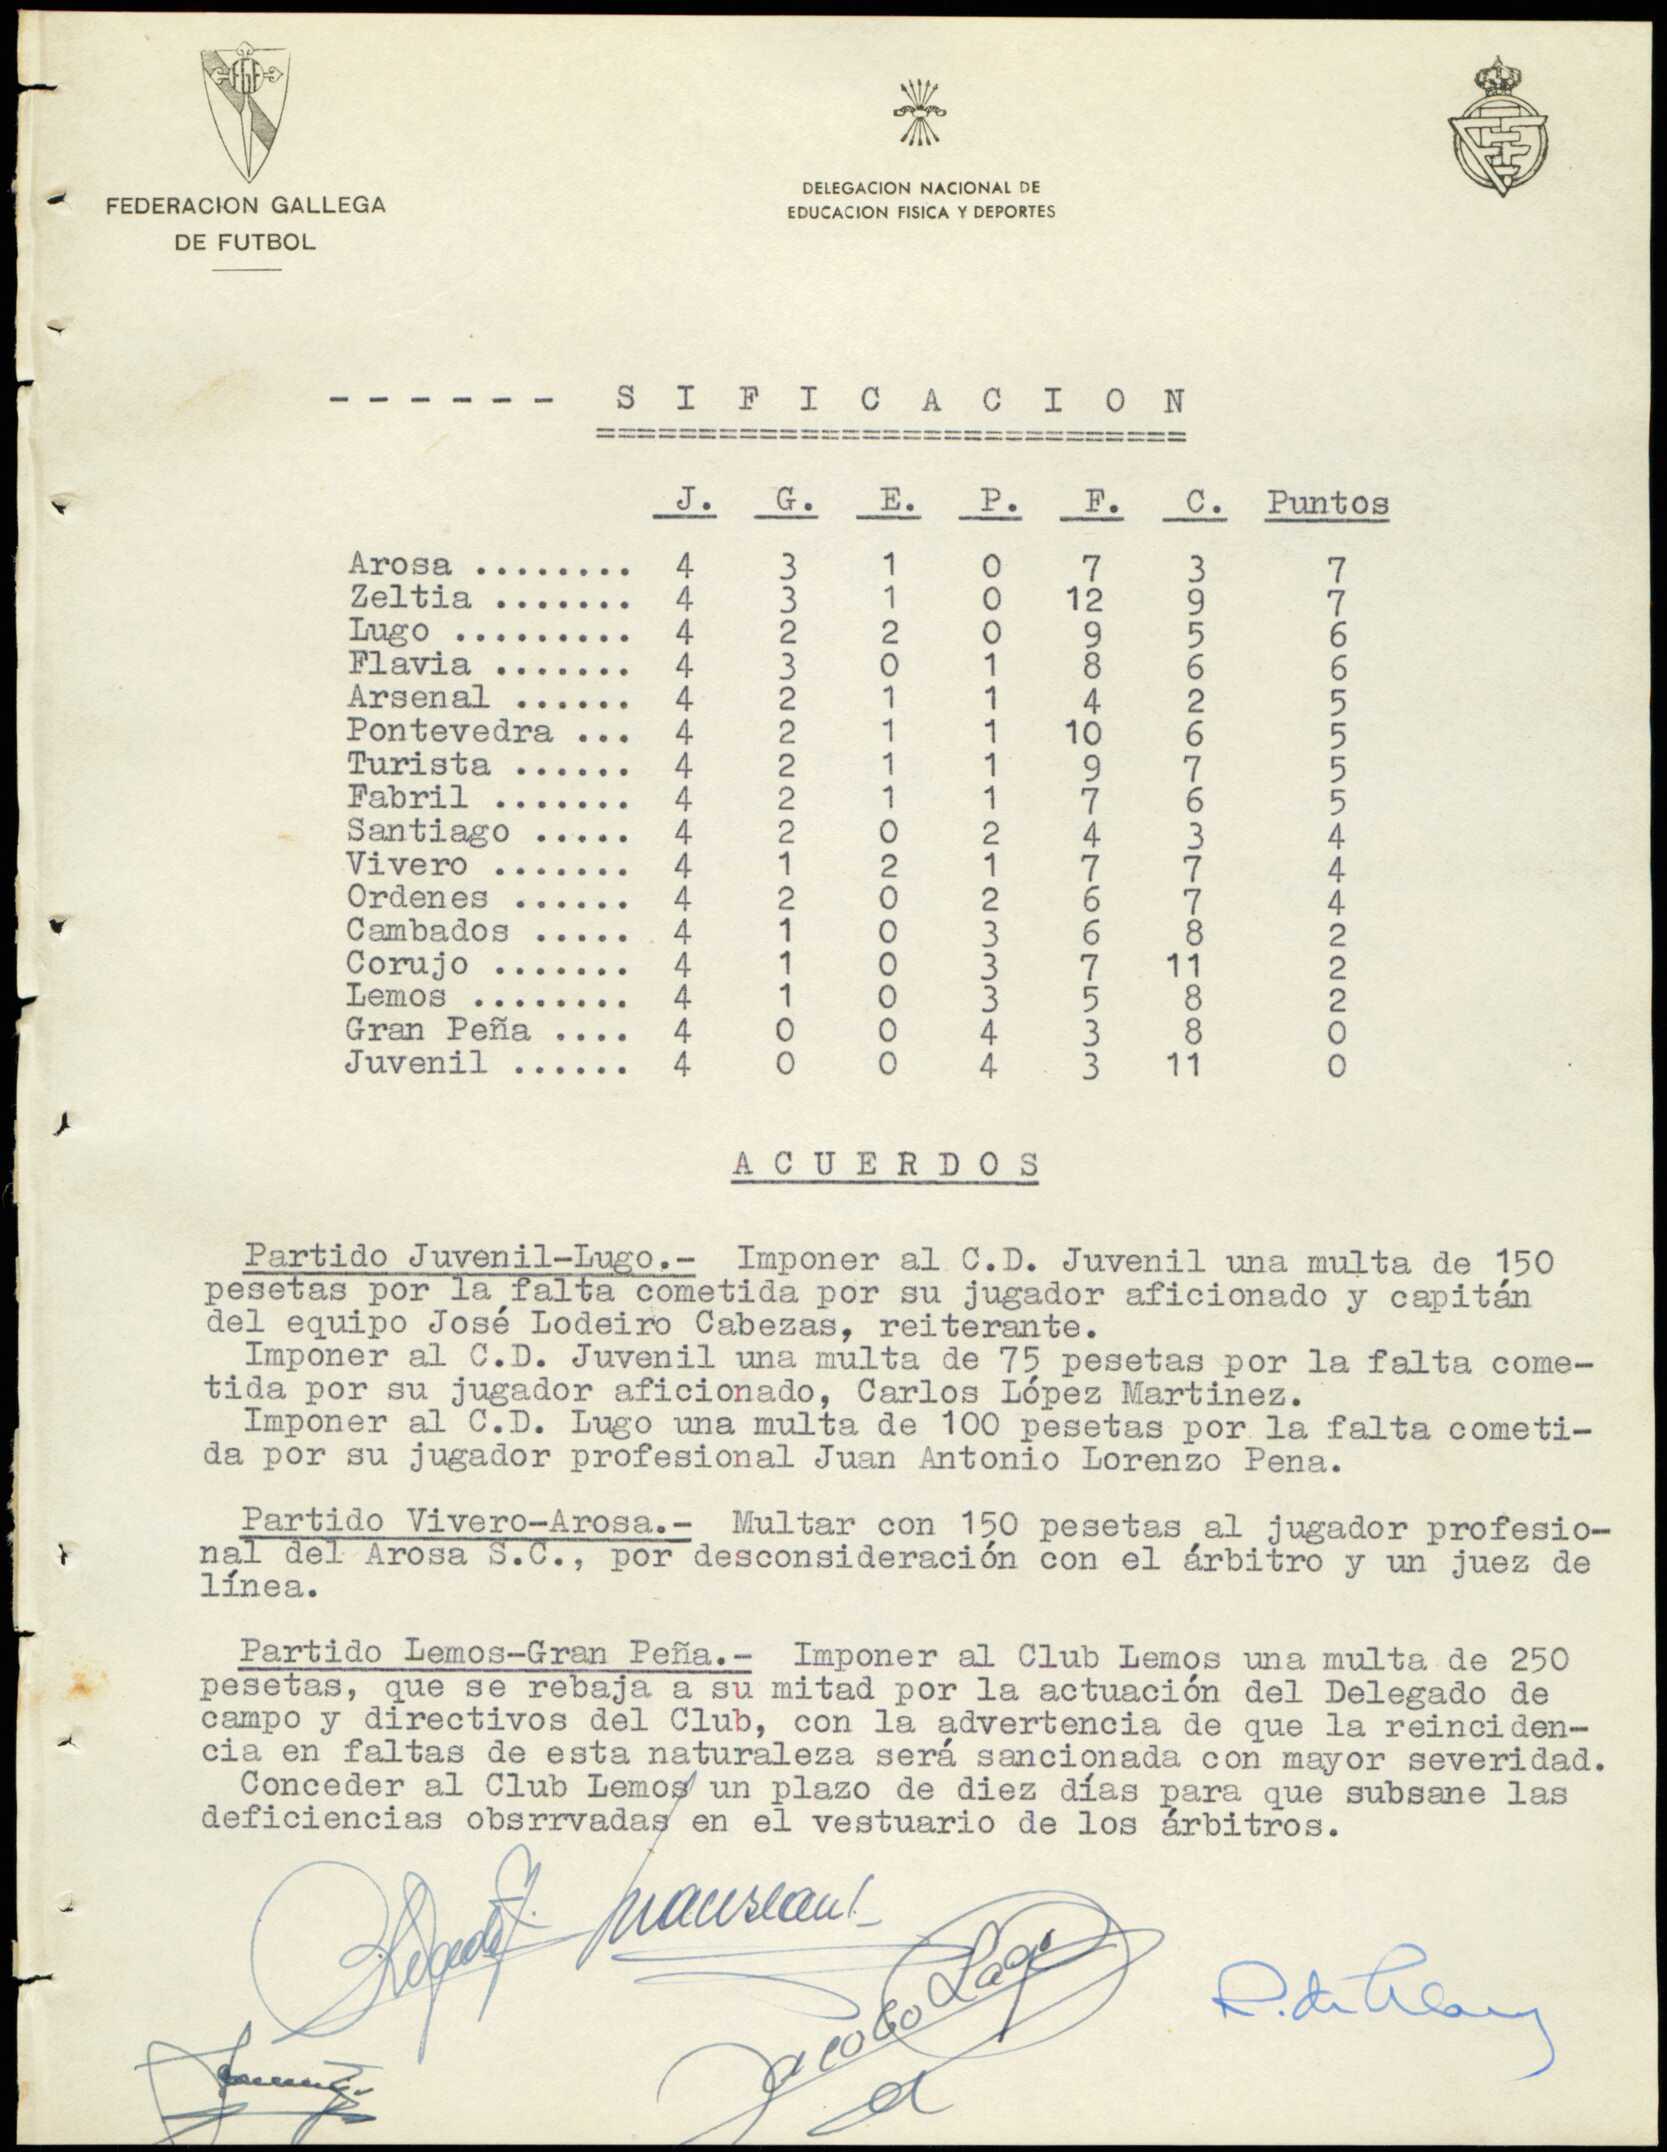 FEDERACION GALLEGA
DE FUTBOL
DELEGACION NACIONAL DE
EDUCACION FISICA Y DEPORTES
- - - - - - S I F I C A C I O N
=============================
J. G. E. P. F. C. Puntos
Arosa ........ 4 3 1 0 7 3 7
Zeltia ....... 4 3 1 0 12 9 7
Lugo ......... 4 2 2 0 9 5 6
Flavia ....... 4 3 0 1 8 6 6
Arsenal ...... 4 2 1 1 4 2 5
Pontevedra ... 4 2 1 1 10 6 5
Turista ...... 4 2 1 1 9 7 5
Fabril ....... 4 2 1 1 7 6 5
Santiago ..... 4 2 0 2 4 3 4
Vivero ....... 4 1 2 1 7 7 4
Ordenes ...... 4 2 0 2 6 7 4
Cambados ..... 4 1 0 3 6 8 2
Corujo ....... 4 1 0 3 7 11 2
Lemos ........ 4 1 0 3 5 8 2
Gran Peña .... 4 0 0 4 3 8 0
Juvenil ...... 4 0 0 4 3 11 0
A C U E R D O S
Partido Juvenil-Lugo.- Imponer al C.D. Juvenil una multa de 150
pesetas por la falta cometida por su jugador aficionado y capitán
del equipo José Lodeiro Cabezas, reiterante.
Imponer al C.D. Juvenil una multa de 75 pesetas por la falta come-
tida por su jugador aficionado, Carlos López Martinez.
Imponer al C.D. Lugo una multa de 100 pesetas por la falta cometi-
da por su jugador profesional Juan Antonio Lorenzo Pena.
Partido Vivero-Arosa.- Multar con 150 pesetas al jugador profesio-
nal del Arosa S.C., por desconsideración con el árbitro y un juez de
línea.
Partido Lemos-Gran Peña.- Imponer al Club Lemos una multa de 250
pesetas, que se rebaja a su mitad por la actuación del Delegado de
campo y directivos del Club, con la advertencia de que la reinciden-
cia en faltas de esta naturaleza será sancionada con mayor severidad.
Conceder al Club Lemos un plazo de diez días para que subsane las
deficiencias obsrrvadas en el vestuario de los árbitros.
Jacobo Lago